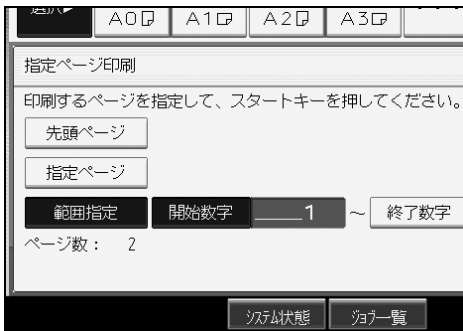 選択▶ A0 A1 A2 A3
指定ページ印刷
印刷するページを指定して、スタートキーを押してください。
先頭ページ
指定ページ
範囲指定 開始数字 ____1 ～ 終了数字
ページ数： 2
ｼｽﾃﾑ状態 ｼﾞｮﾌﾞ一覧